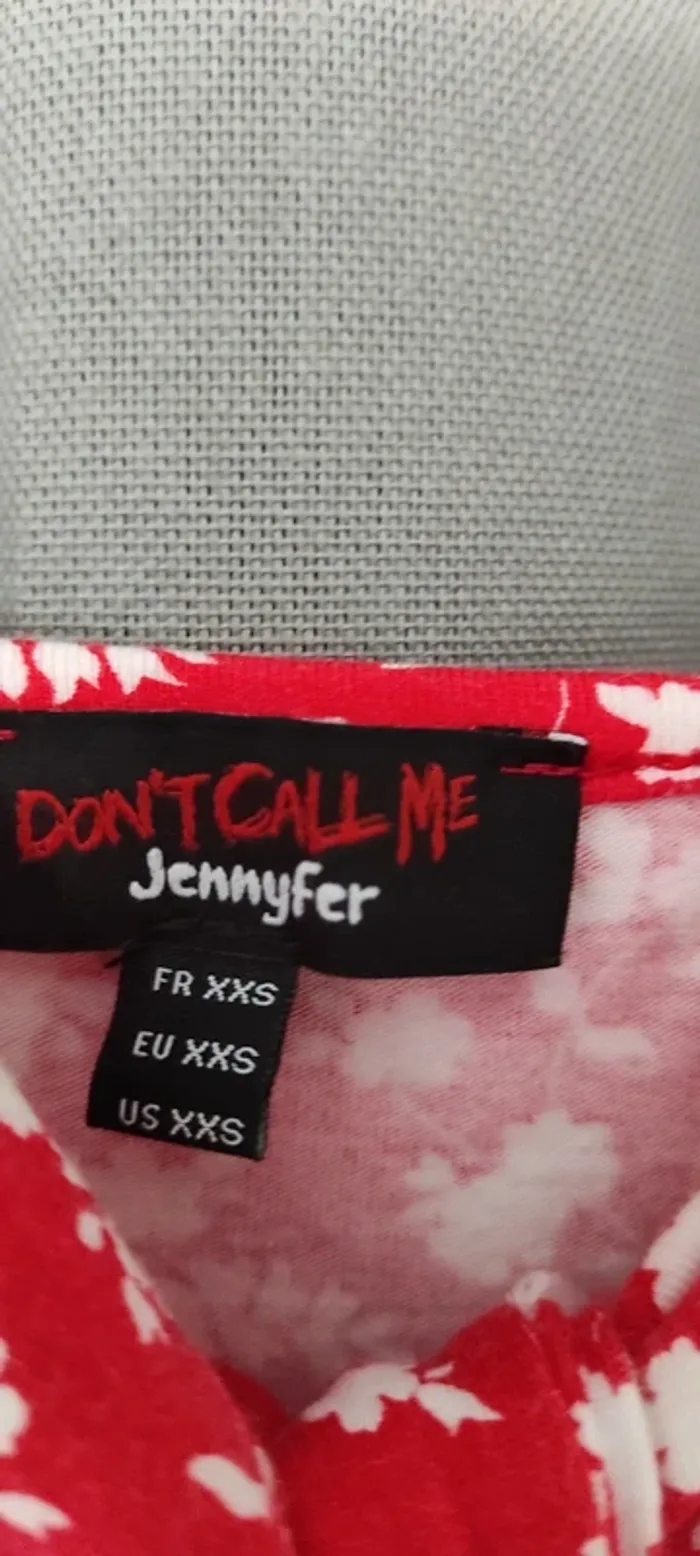 DON'T CALL ME
Jennyfer
FR XXS
EU XXS
US XXS